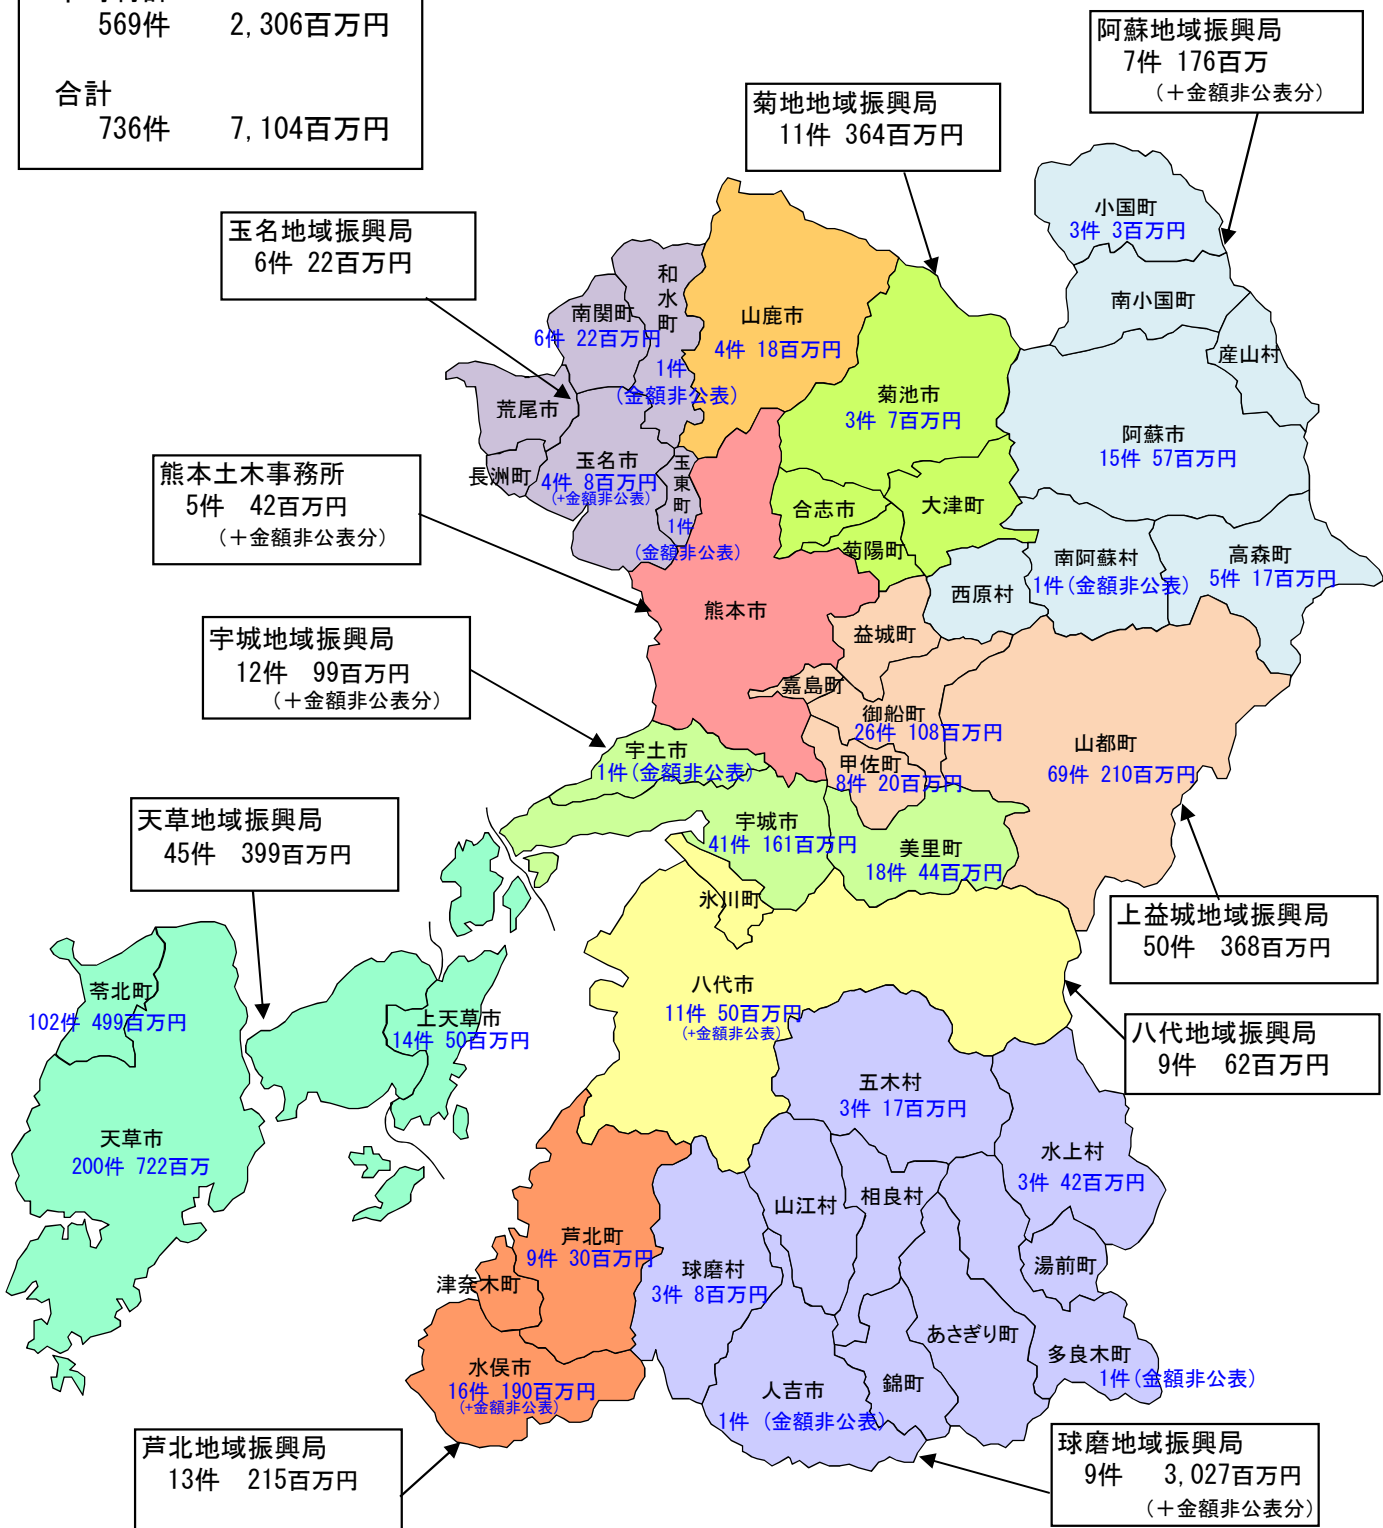 569件 2,306百万円
合計
736件 7,104百万円
阿蘇地域振興局
7件 176百万
（＋金額非公表分）
菊地地域振興局
11件 364百万円
玉名地域振興局
6件 22百万円
小国町
3件 3百万円
南小国町
産山村
和水町
1件
(金額非公表)
南関町
6件 22百万円
山鹿市
4件 18百万円
菊池市
3件 7百万円
荒尾市
阿蘇市
15件 57百万円
長洲町
玉名市
4件 8百万円
(+金額非公表)
玉東町
1件
(金額非公表)
熊本土木事務所
5件 42百万円
（＋金額非公表分）
合志市
大津町
菊陽町
南阿蘇村
1件(金額非公表)
高森町
5件 17百万円
西原村
熊本市
益城町
宇城地域振興局
12件 99百万円
（＋金額非公表分）
嘉島町
御船町
26件 108百万円
山都町
69件 210百万円
宇土市
1件(金額非公表)
甲佐町
8件 20百万円
宇城市
41件 161百万円
美里町
18件 44百万円
天草地域振興局
45件 399百万円
氷川町
上益城地域振興局
50件 368百万円
八代市
11件 50百万円
(+金額非公表)
苓北町
102件 499百万円
上天草市
14件 50百万円
八代地域振興局
9件 62百万円
五木村
3件 17百万円
天草市
200件 722百万
水上村
3件 42百万円
山江村
相良村
芦北町
9件 30百万円
球磨村
3件 8百万円
湯前町
津奈木町
あさぎり町
多良木町
1件(金額非公表)
水俣市
16件 190百万円
(+金額非公表)
人吉市
1件 (金額非公表)
錦町
芦北地域振興局
13件 215百万円
球磨地域振興局
9件 3,027百万円
（＋金額非公表分）